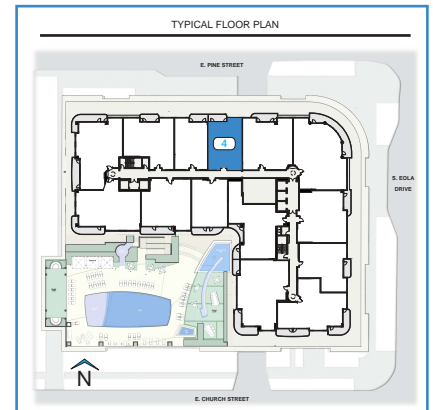 TYPICAL FLOOR PLAN
E. PINE STREET
4
S. EOLA
DRIVE
N
E. CHURCH STREET